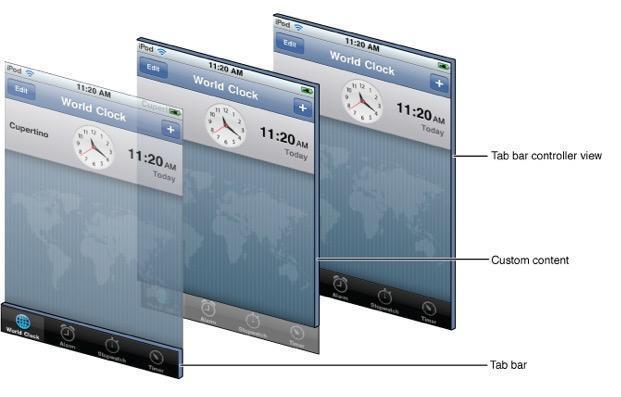 iPod 11:20 AM
Edit World Clock +
Cupertino
11:20 AM
Today
World Clock Alarm Stopwatch Timer
iPod 11:20 AM
Edit World Clock +
11:20 AM
Today
Alarm Stopwatch Timer
iPod 11:20 AM
Edit World Clock +
11:20 AM
Today
Alarm Stopwatch Timer
Tab bar controller view
Custom content
Tab bar